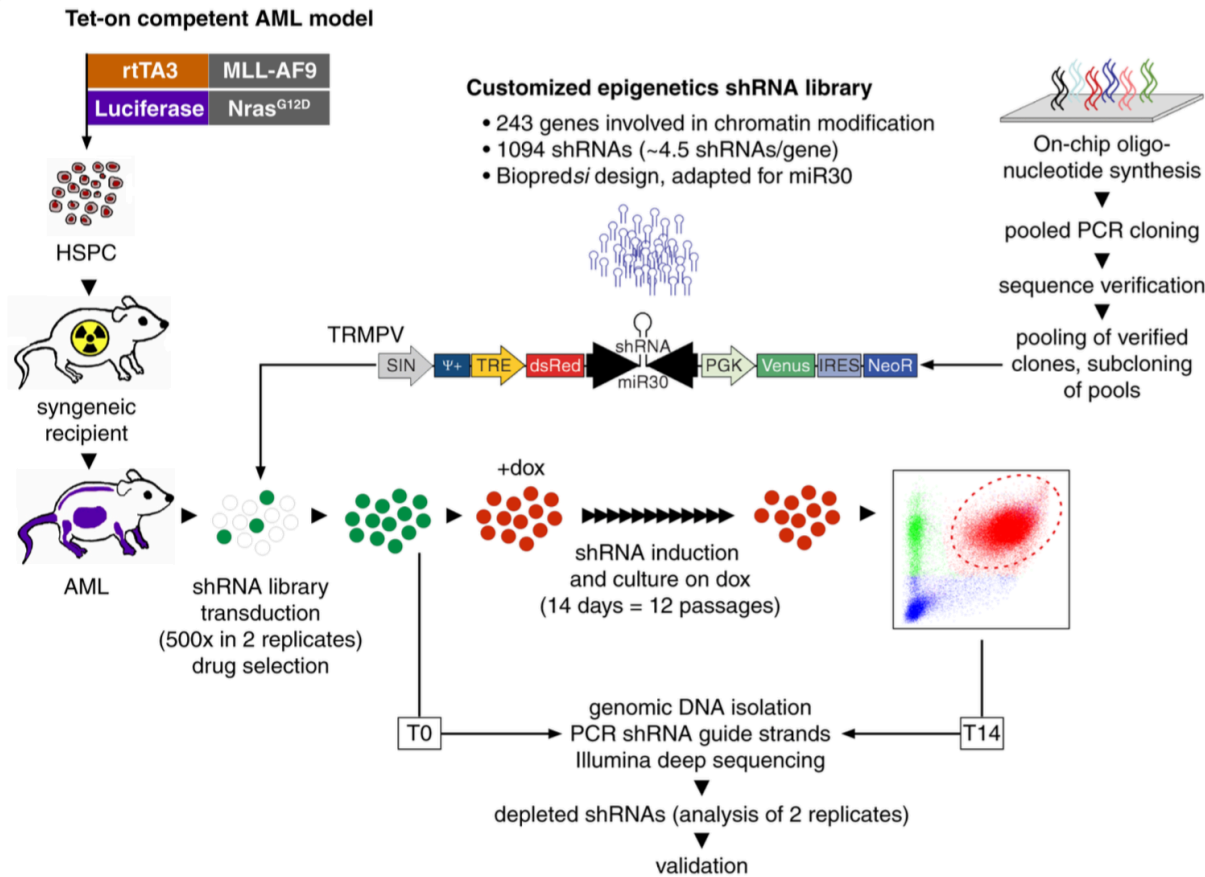 Tet-on competent AML model
rtTA3 MLL-AF9
Luciferase Nras^G12D
HSPC
syngeneic
recipient
AML
Customized epigenetics shRNA library
• 243 genes involved in chromatin modification
• 1094 shRNAs (~4.5 shRNAs/gene)
• Biopredsi design, adapted for miR30
On-chip oligo-
nucleotide synthesis
pooled PCR cloning
sequence verification
pooling of verified
clones, subcloning
of pools
TRMPV
SIN Ψ+ TRE dsRed shRNA miR30 PGK Venus IRES NeoR
shRNA library
transduction
(500x in 2 replicates)
drug selection
+dox
shRNA induction
and culture on dox
(14 days = 12 passages)
T0
T14
genomic DNA isolation
PCR shRNA guide strands
Illumina deep sequencing
depleted shRNAs (analysis of 2 replicates)
validation